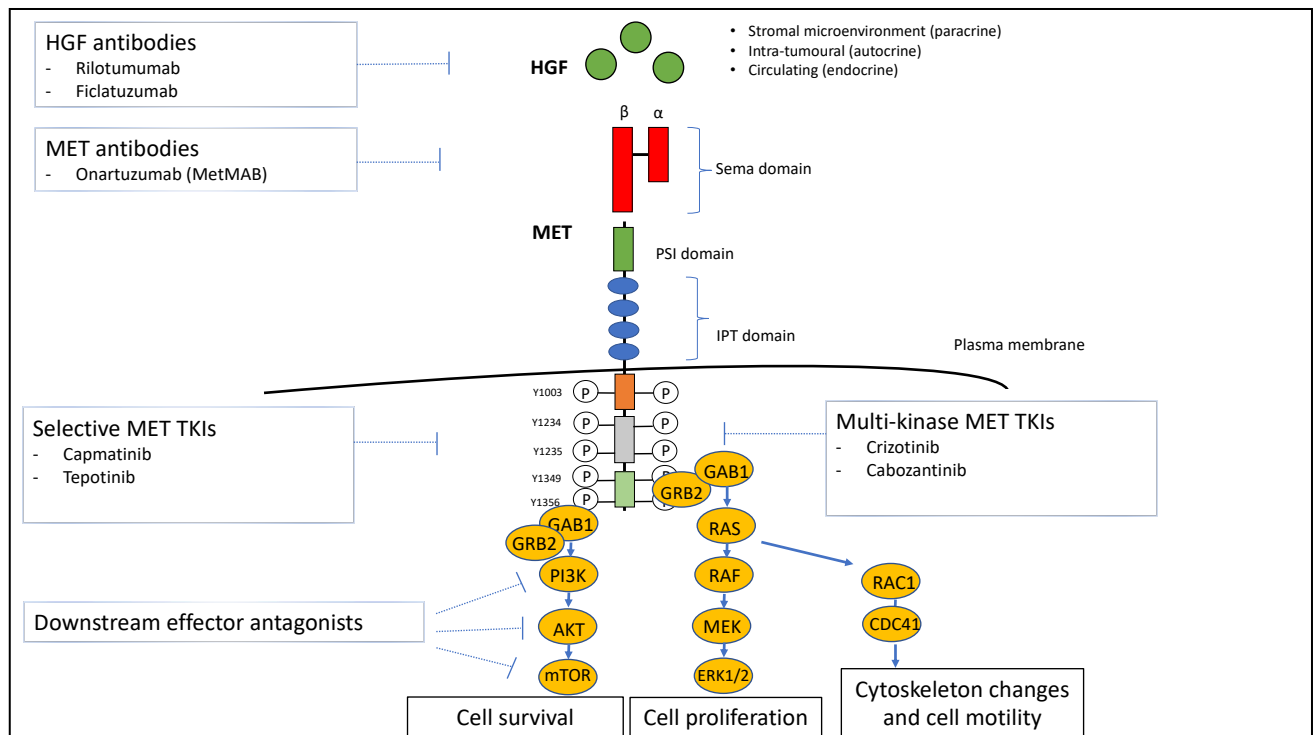 HGF antibodies
- Rilotumumab
- Ficlatuzumab
HGF
• Stromal microenvironment (paracrine)
• Intra-tumoural (autocrine)
• Circulating (endocrine)
MET antibodies
- Onartuzumab (MetMAB)
β
α
Sema domain
MET
PSI domain
IPT domain
Plasma membrane
Selective MET TKIs
- Capmatinib
- Tepotinib
Y1003
P
P
Y1234
P
P
Y1235
P
P
Y1349
P
P
Y1356
P
P
Multi-kinase MET TKIs
- Crizotinib
- Cabozantinib
GAB1
GRB2
GAB1
GRB2
RAS
PI3K
RAF
RAC1
Downstream effector antagonists
AKT
MEK
CDC41
mTOR
ERK1/2
Cell survival
Cell proliferation
Cytoskeleton changes
and cell motility